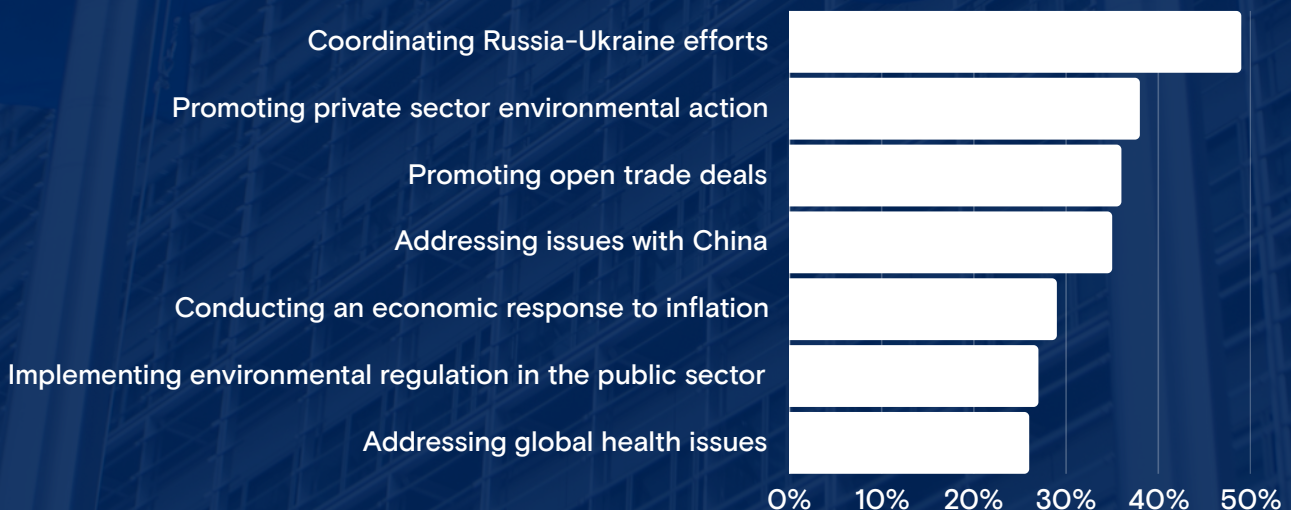 Coordinating Russia-Ukraine efforts
Promoting private sector environmental action
Promoting open trade deals
Addressing issues with China
Conducting an economic response to inflation
Implementing environmental regulation in the public sector
Addressing global health issues
0% 10% 20% 30% 40% 50%